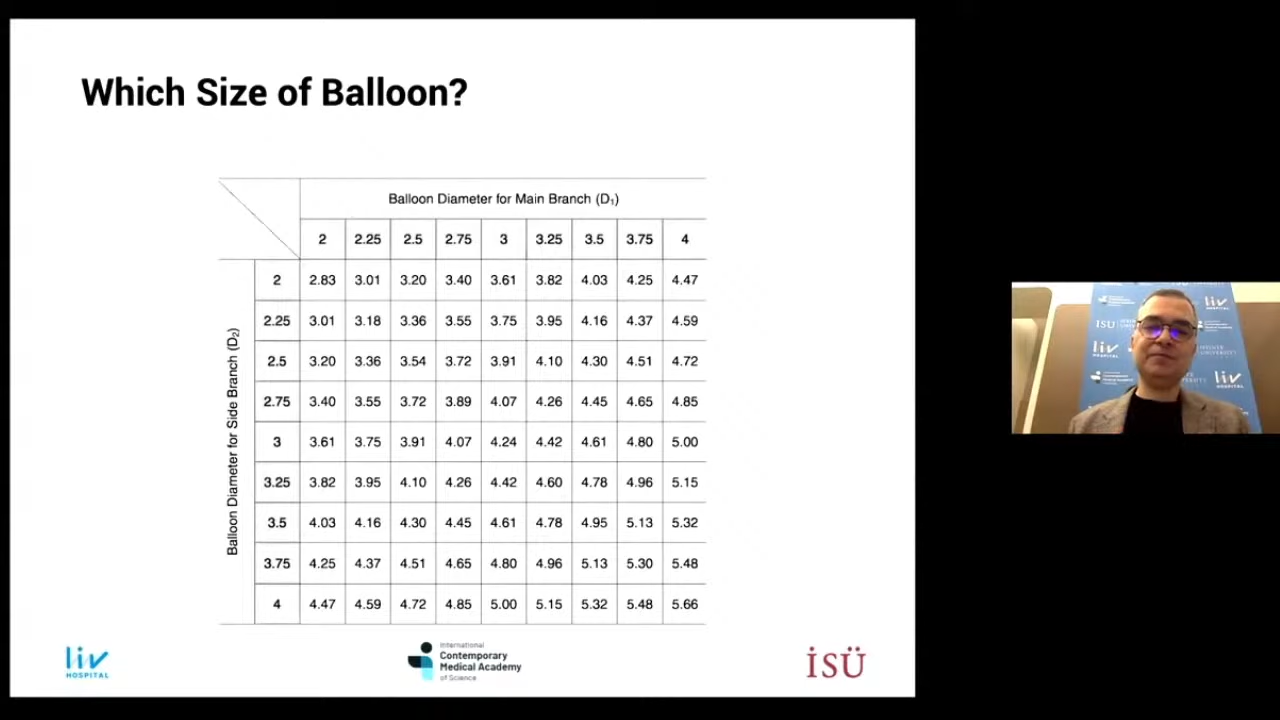 Which Size of Balloon?
Balloon Diameter for Main Branch (D₁)
2 2.25 2.5 2.75 3 3.25 3.5 3.75 4
Balloon Diameter for Side Branch (D₂)
2 2.83 3.01 3.20 3.40 3.61 3.82 4.03 4.25 4.47
2.25 3.01 3.18 3.36 3.55 3.75 3.95 4.16 4.37 4.59
2.5 3.20 3.36 3.54 3.72 3.91 4.10 4.30 4.51 4.72
2.75 3.40 3.55 3.72 3.89 4.07 4.26 4.45 4.65 4.85
3 3.61 3.75 3.91 4.07 4.24 4.42 4.61 4.80 5.00
3.25 3.82 3.95 4.10 4.26 4.42 4.60 4.78 4.96 5.15
3.5 4.03 4.16 4.30 4.45 4.61 4.78 4.95 5.13 5.32
3.75 4.25 4.37 4.51 4.65 4.80 4.96 5.13 5.30 5.48
4 4.47 4.59 4.72 4.85 5.00 5.15 5.32 5.48 5.66
liv
HOSPITAL
International
Contemporary
Medical Academy
of Science
İSÜ
liv
HOSPITAL
İSÜ
liv
liv